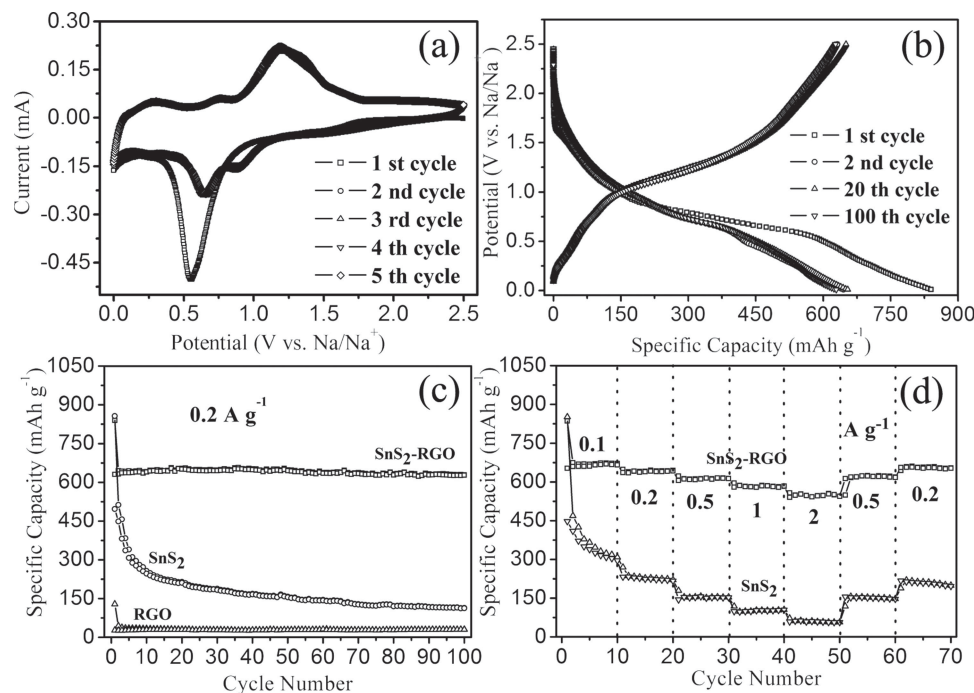 (a)
0.30
0.15
0.00
-0.15
-0.30
-0.45
Current (mA)
1 st cycle
2 nd cycle
3 rd cycle
4 th cycle
5 th cycle
0.0 0.5 1.0 1.5 2.0 2.5
Potential (V vs. Na/Na⁺)
(b)
2.5
2.0
1.5
1.0
0.5
0.0
Potential (V vs. Na/Na⁺)
1 st cycle
2 nd cycle
20 th cycle
100 th cycle
0 150 300 450 600 750 900
Specific Capacity (mAh g⁻¹)
(c)
1050
900
750
600
450
300
150
0
Specific Capacity (mAh g⁻¹)
0.2 A g⁻¹
SnS₂-RGO
SnS₂
RGO
0 10 20 30 40 50 60 70 80 90 100
Cycle Number
(d)
1050
900
750
600
450
300
150
0
Specific Capacity (mAh g⁻¹)
A g⁻¹
0.1
SnS₂-RGO
0.2 0.5 1 2 0.5 0.2
SnS₂
0 10 20 30 40 50 60 70
Cycle Number